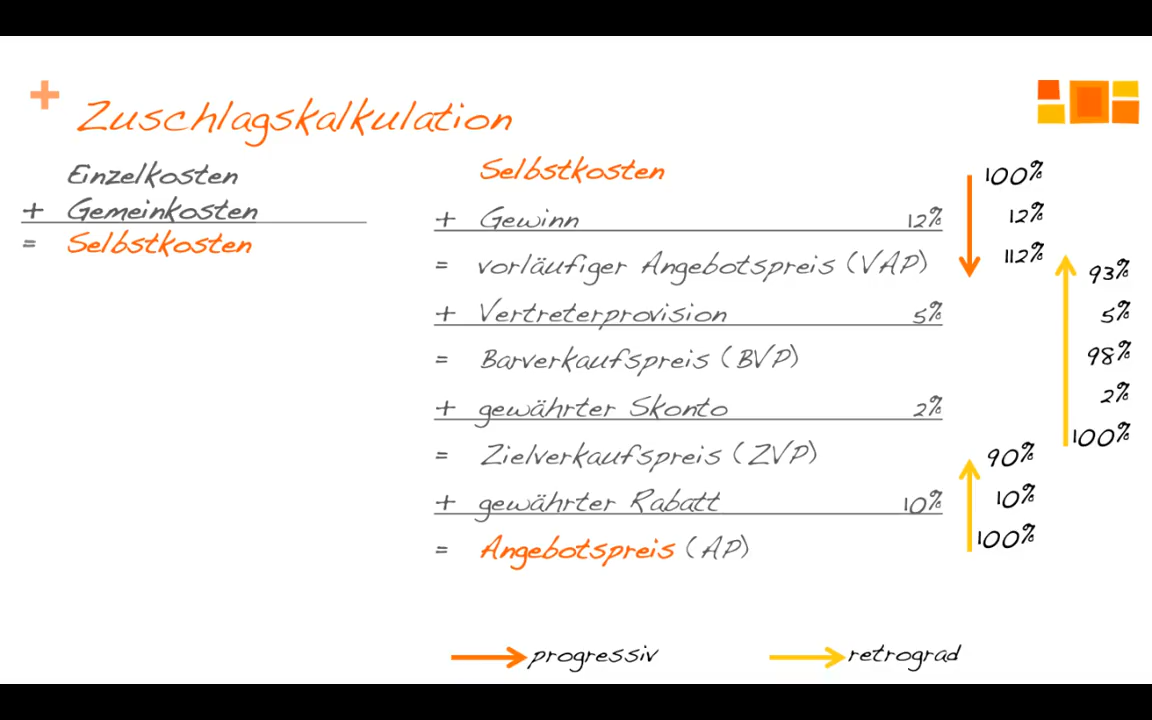 + Zuschlagskalkulation
Einzelkosten
+ Gemeinkosten
= Selbstkosten
Selbstkosten 100%
+ Gewinn 12% 12%
= vorläufiger Angebotspreis (VAP) 112% 93%
+ Vertreterprovision 5% 5%
= Barverkaufspreis (BVP) 98%
+ gewährter Skonto 2% 2%
= Zielverkaufspreis (ZVP) 90% 100%
+ gewährter Rabatt 10% 10%
= Angebotspreis (AP) 100%
progressiv retrograd